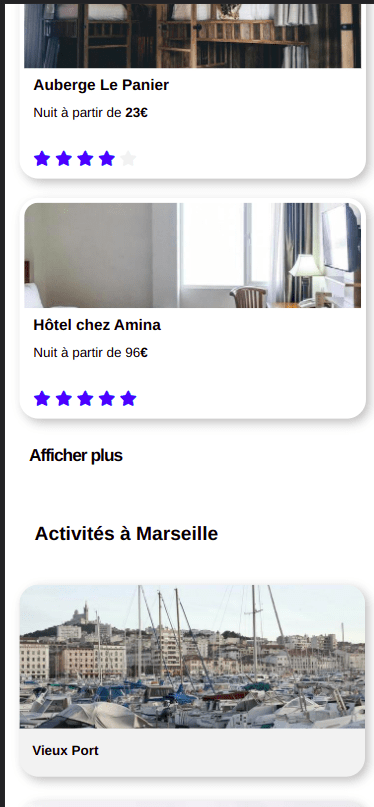 Auberge Le Panier
Nuit à partir de 23€
Hôtel chez Amina
Nuit à partir de 96€
Afficher plus
Activités à Marseille
Vieux Port